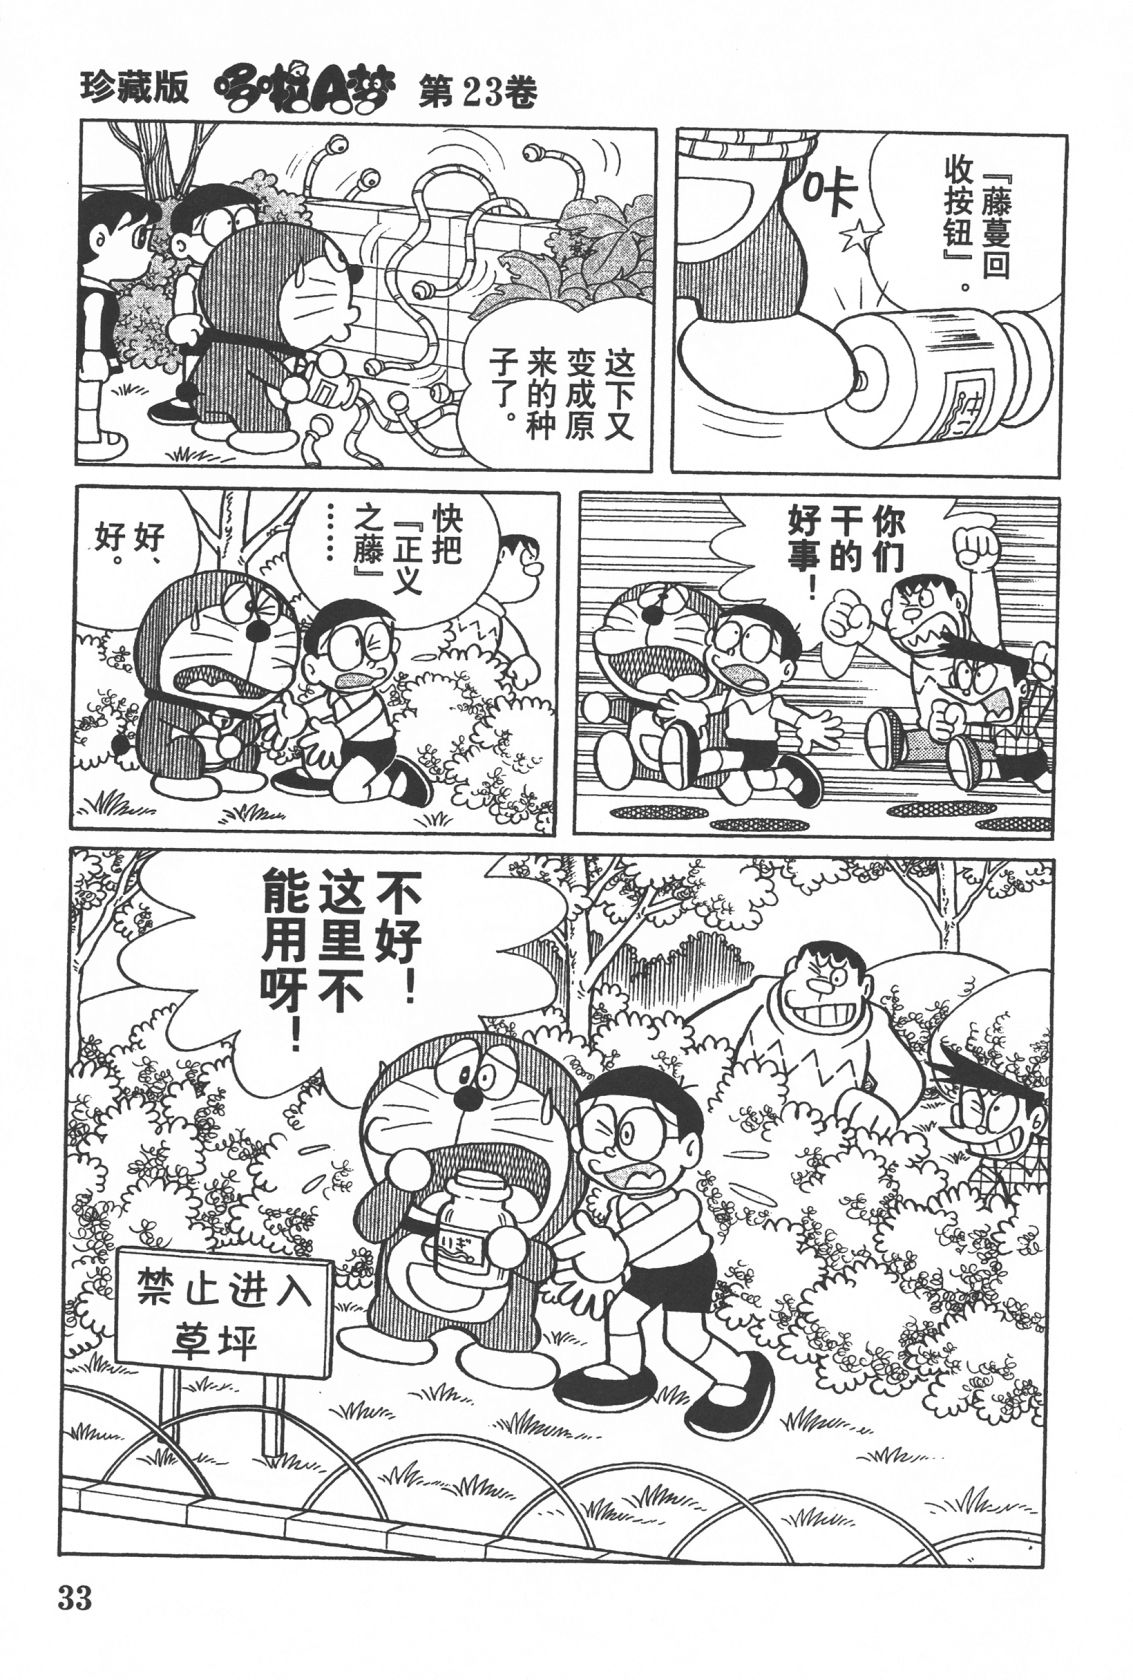 珍藏版 哆啦A梦 第23卷
『藤蔓回
收按钮』。
咔
这下又
变成原
来的种
子了。
你们
干的
好事！
快把
『正义
之藤』
……
好、
好。
不好！
这里不
能用呀！
禁止进入
草坪
33